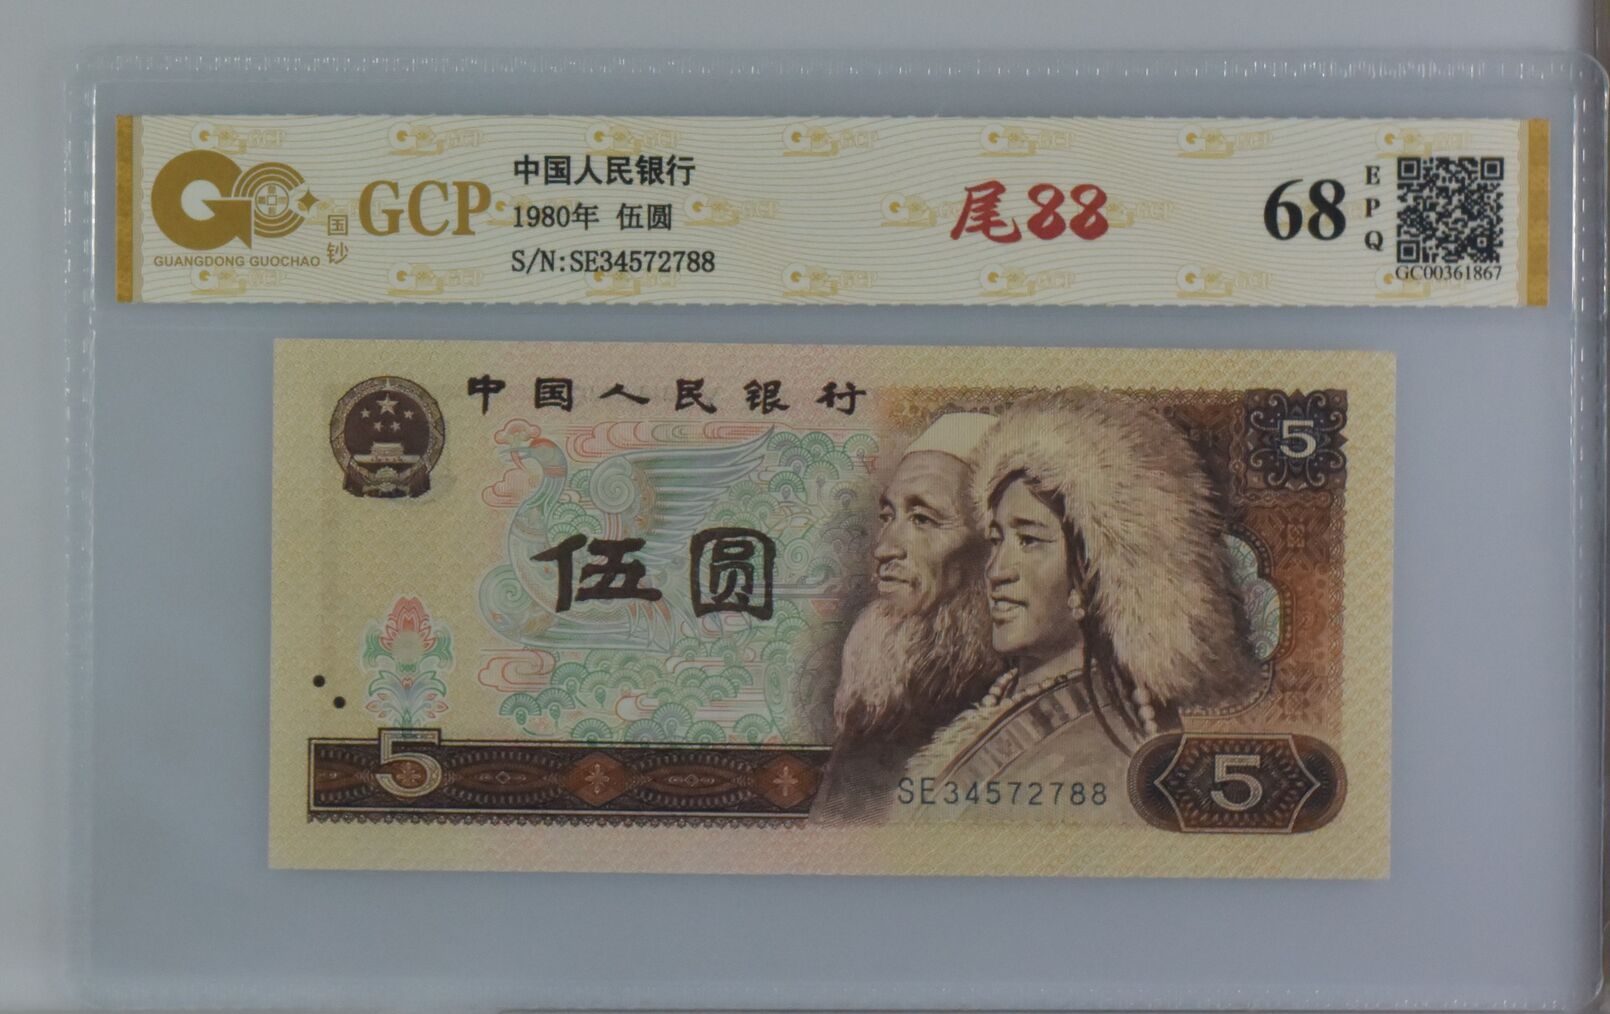 GCP
国钞
GUANGDONG GUOCHAO
中国人民银行
1980年 伍圆
S/N:SE34572788
尾88
68
EPQ
GC00361867
中国人民银行
5
伍圆
5
SE34572788
5